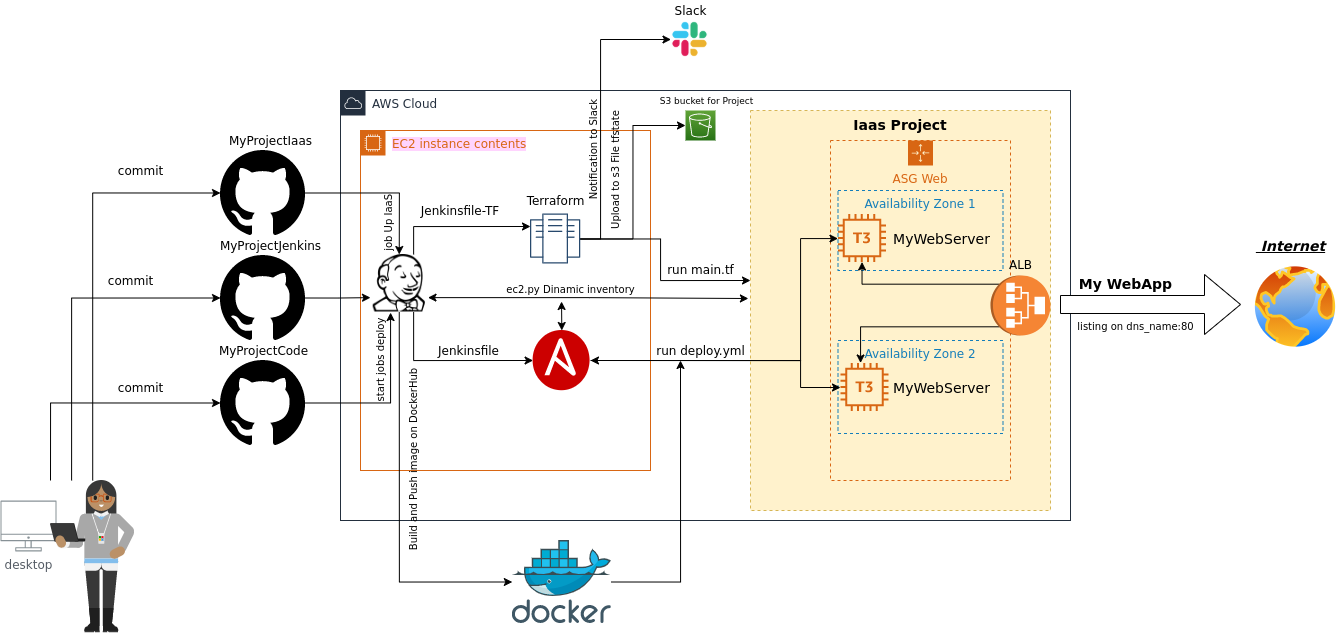 Slack
AWS Cloud
S3 bucket for Project
EC2 instance contents
Iaas Project
MyProjectIaas
commit
ASG Web
Availability Zone 1
T3
MyWebServer
Notification to Slack
Upload to s3 File tfstate
Terraform
Jenkinsfile-TF
job Up IaaS
MyProjectJenkins
commit
run main.tf
ec2.py Dinamic inventory
ALB
Internet
My WebApp
listing on dns_name:80
MyProjectCode
commit
start jobs deploy
Jenkinsfile
run deploy.yml
Availability Zone 2
T3
MyWebServer
Build and Push image on DockerHub
desktop
docker